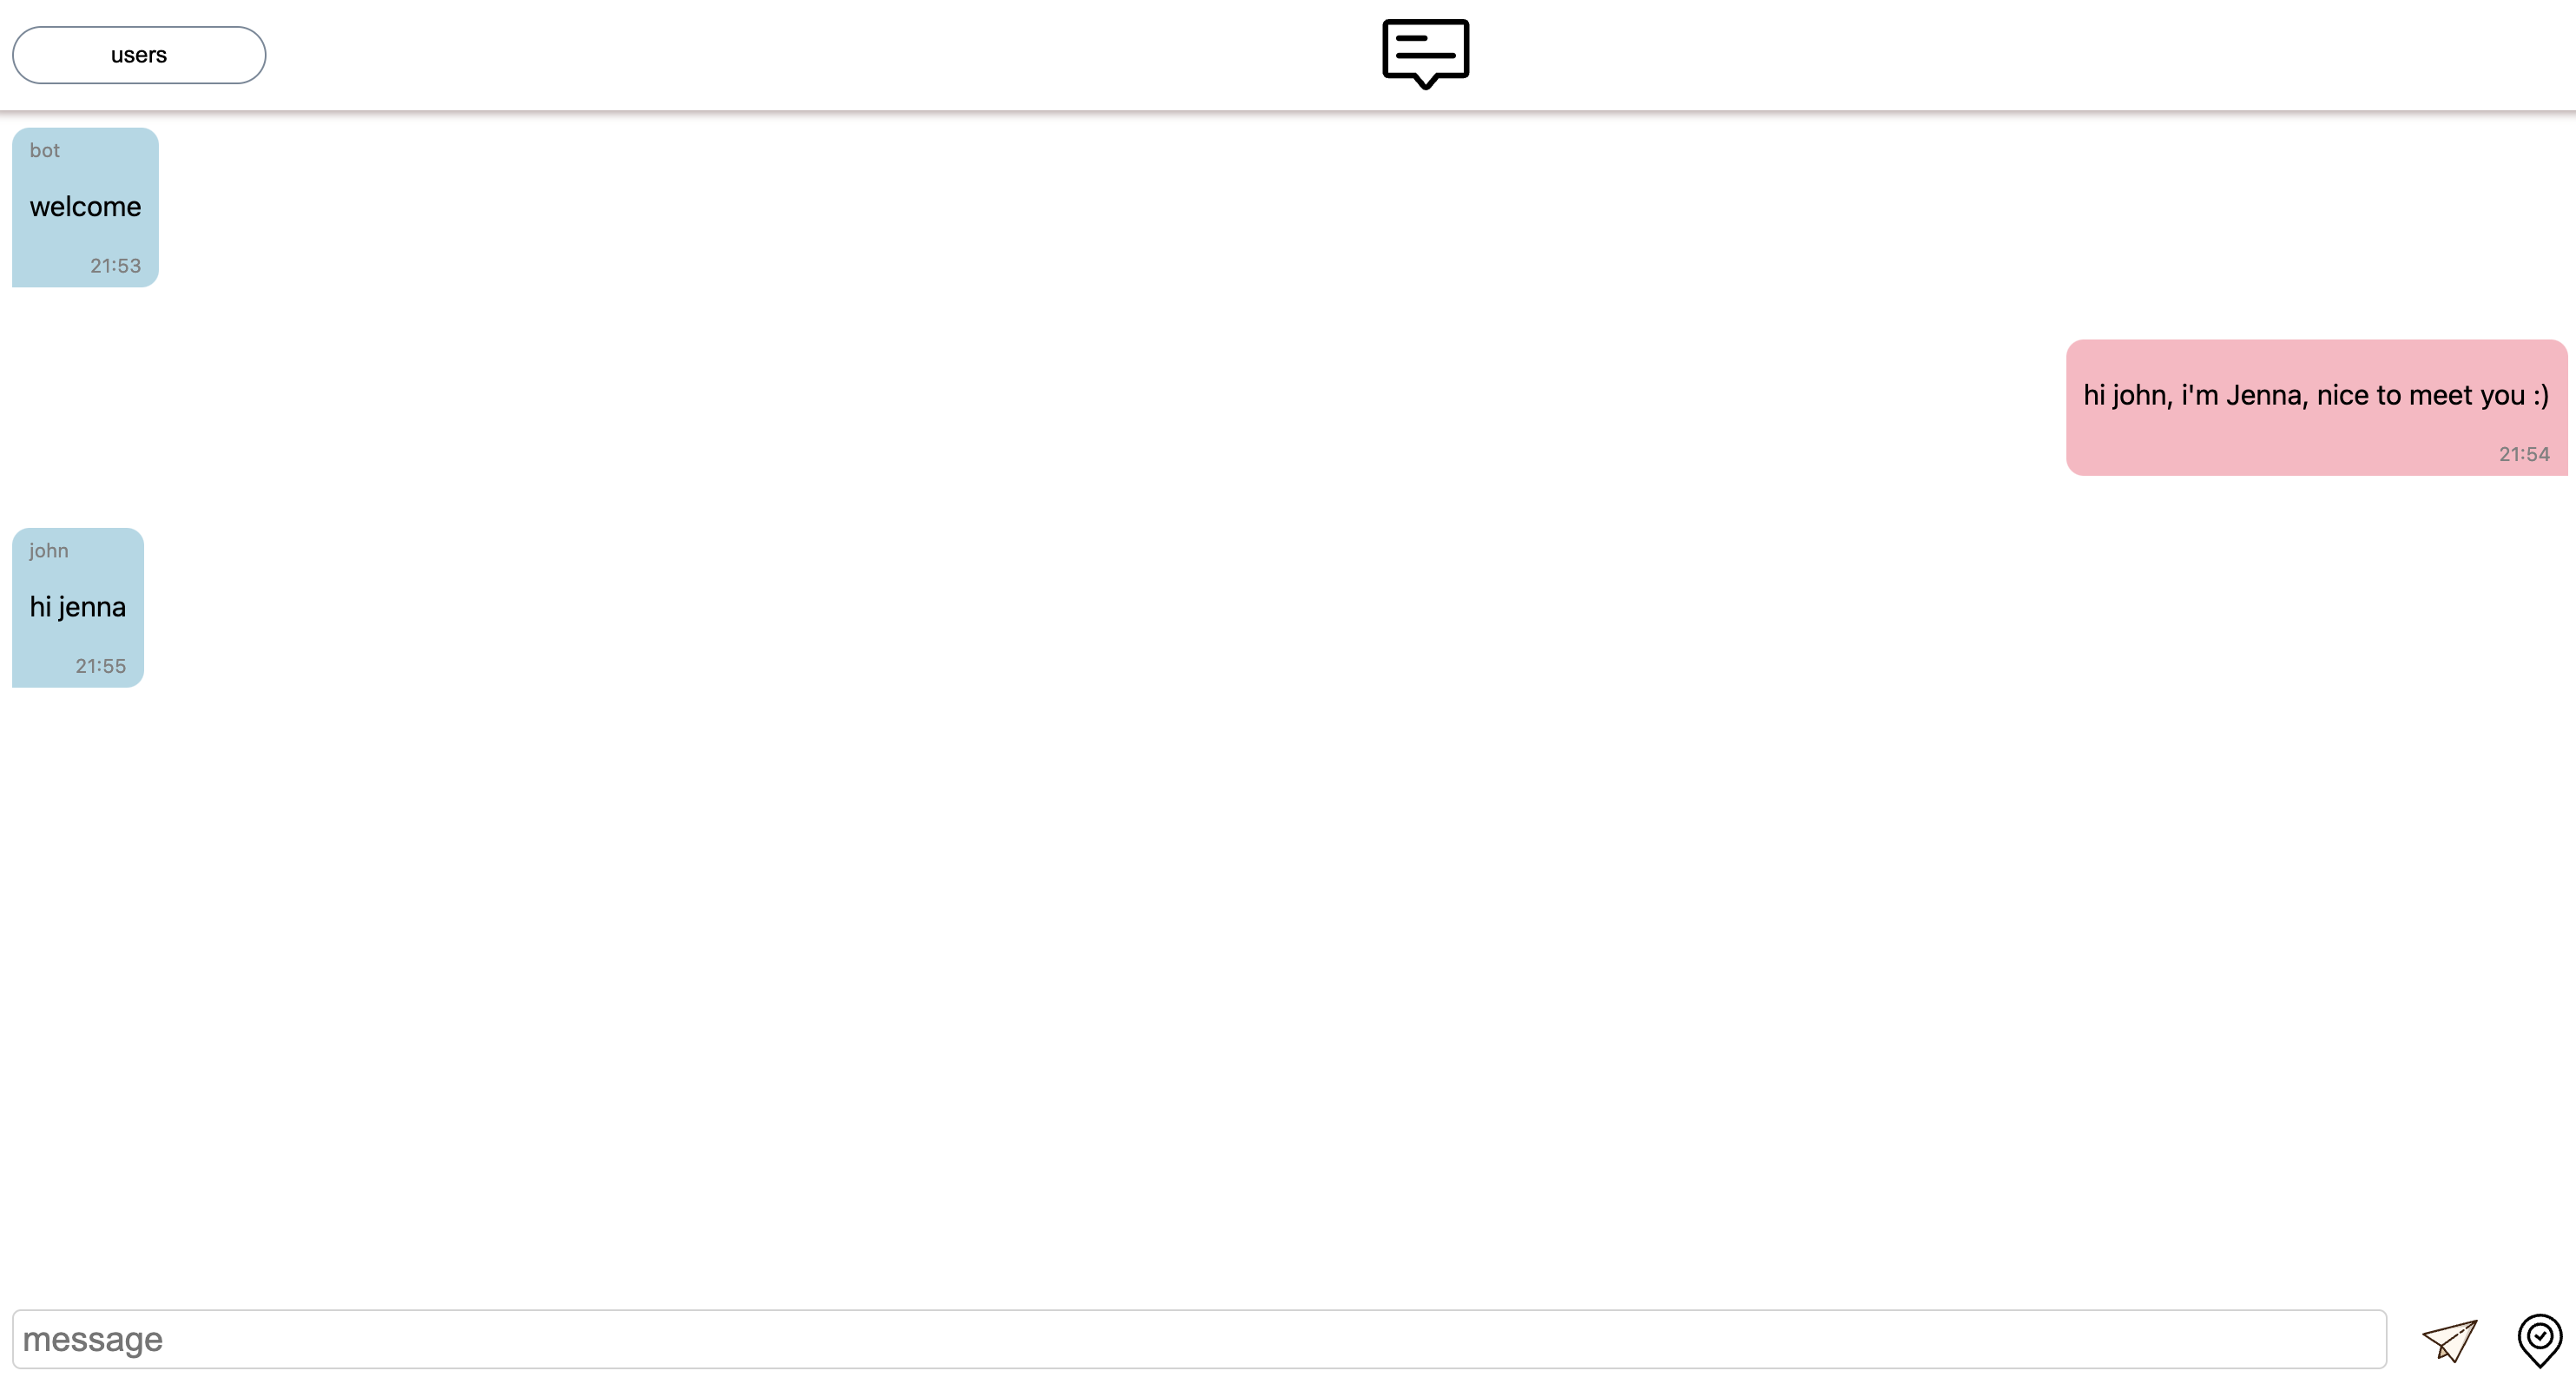 users
bot
welcome
21:53
hi john, i'm Jenna, nice to meet you :)
21:54
john
hi jenna
21:55
message